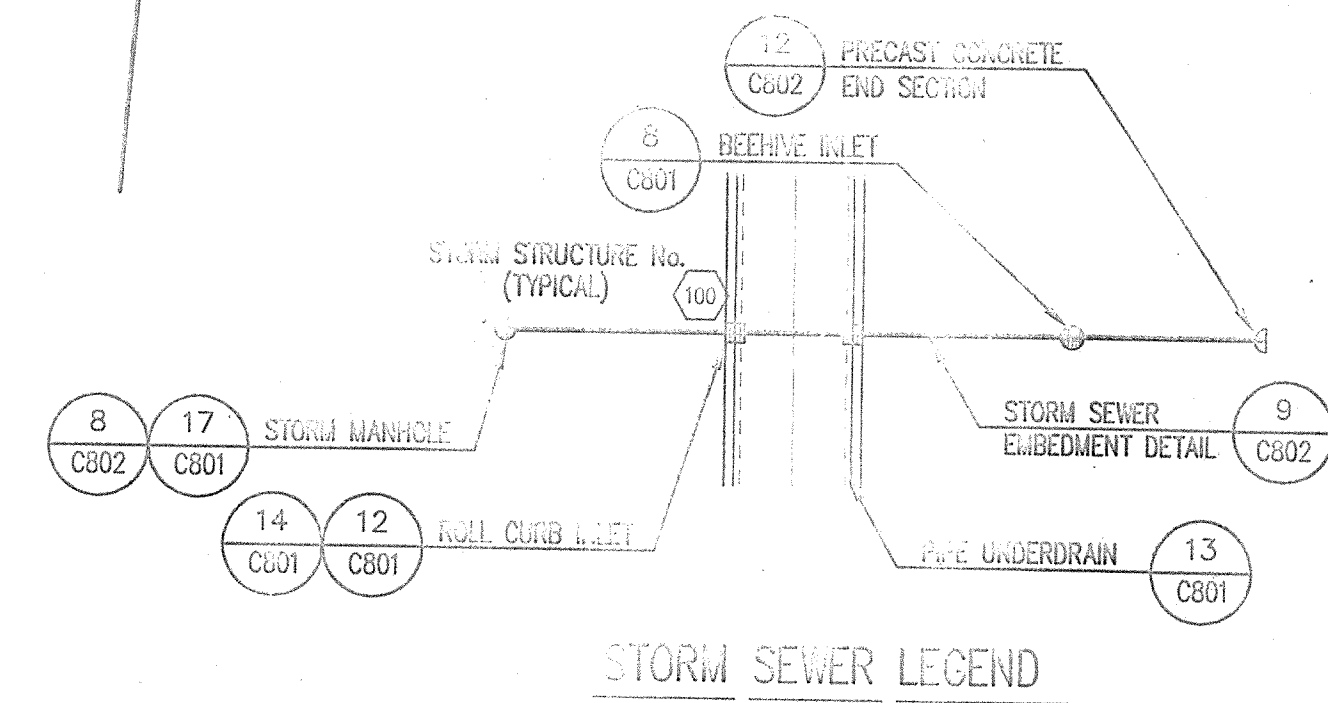 12
C802
PRECAST CONCRETE
END SECTION
8
C801
BEEHIVE INLET
STORM STRUCTURE No.
(TYPICAL)
100
8
C802
17
C801
STORM MANHOLE
STORM SEWER
EMBEDMENT DETAIL
9
C802
14
C801
12
C801
ROLL CURB INLET
PIPE UNDERDRAIN
13
C801
STORM SEWER LEGEND